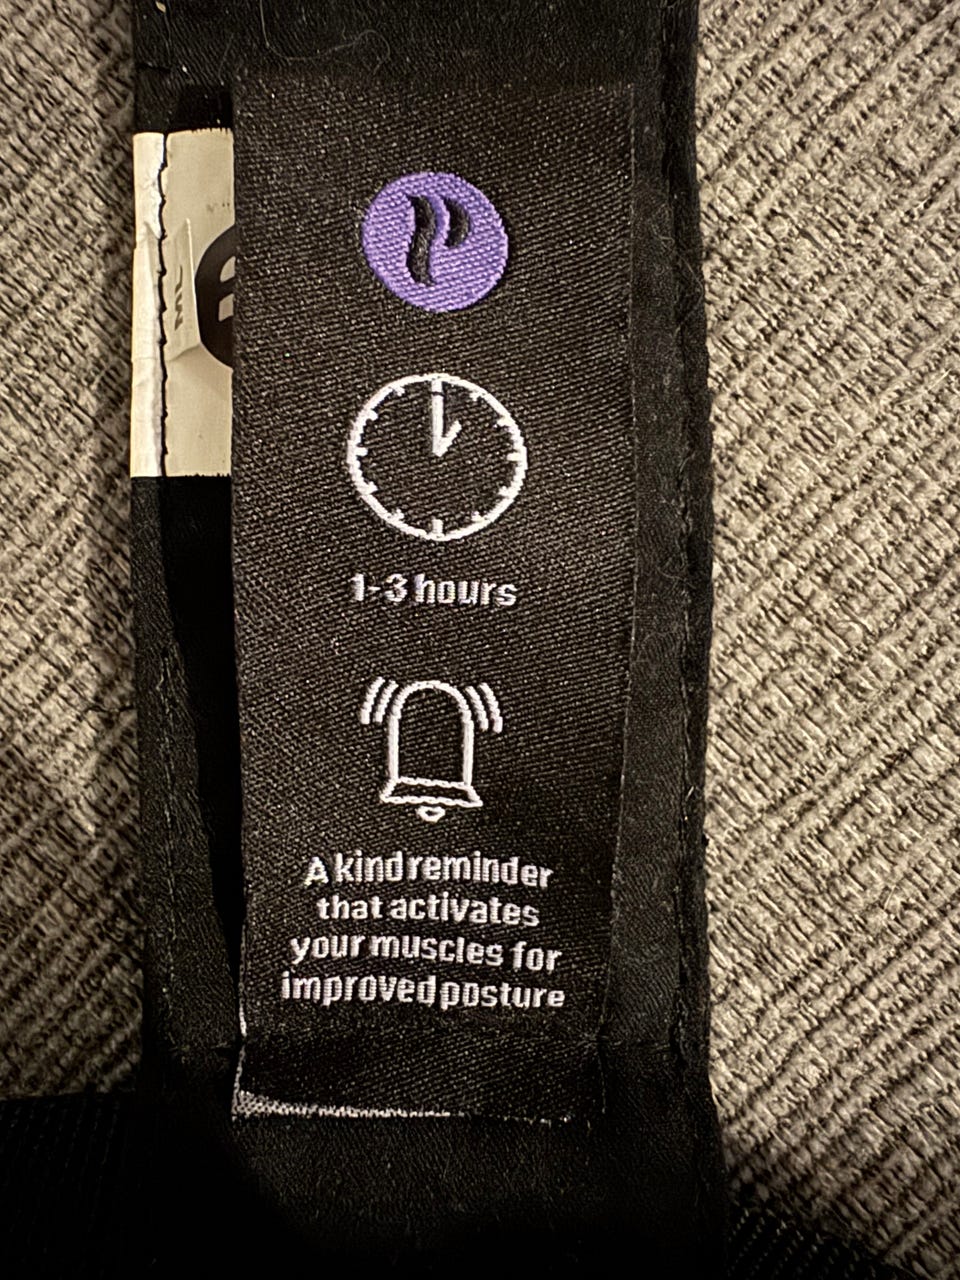 1-3 hours
A kind reminder
that activates
your muscles for
improved posture